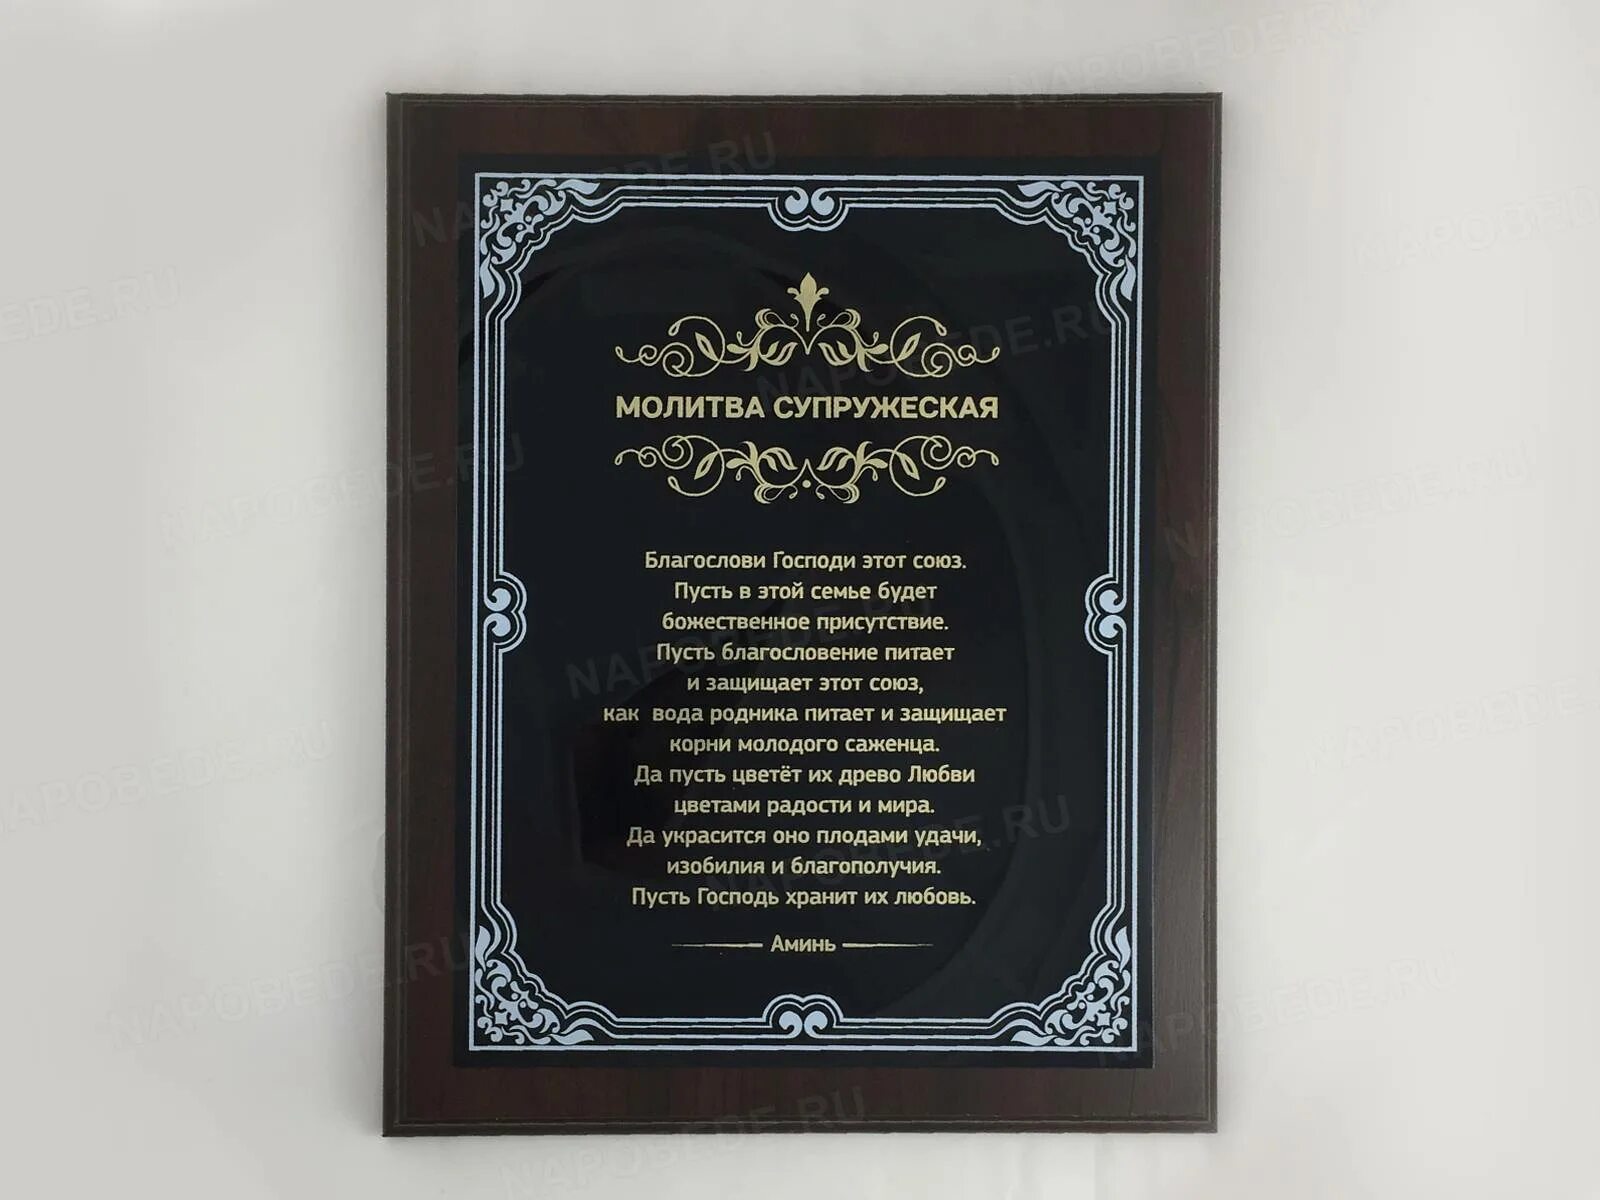 МОЛИТВА СУПРУЖЕСКАЯ
Благослови Господи этот союз.
Пусть в этой семье будет
божественное присутствие.
Пусть благословение питает
и защищает этот союз,
как вода родника питает и защищает
корни молодого саженца.
Да пусть цветёт их древо Любви
цветами радости и мира.
Да украсится оно плодами удачи,
изобилия и благополучия.
Пусть Господь хранит их любовь.
Аминь
NAPOBEDE.RU